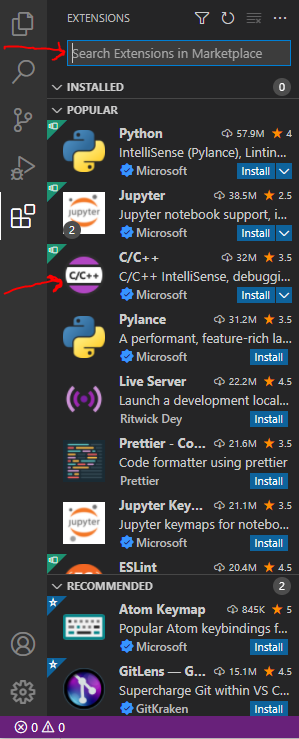 EXTENSIONS
Search Extensions in Marketplace
INSTALLED 0
POPULAR
Python 57.9M 4
IntelliSense (Pylance), Lintin...
Microsoft Install
Jupyter 38.5M 2.5
jupyter
Jupyter notebook support, i...
2
Microsoft Install
C/C++ 32M 3.5
C/C++
C/C++ IntelliSense, debuggi...
Microsoft Install
Pylance 31.2M 3.5
A performant, feature-rich la...
Microsoft Install
Live Server 22.2M 4.5
Launch a development local...
Ritwick Dey Install
Prettier - Co... 21.6M 3.5
Code formatter using prettier
Prettier Install
Jupyter Key... 21.1M 3.5
jupyter
Jupyter keymaps for notebo...
Microsoft Install
ESLint 20.4M 4.5
RECOMMENDED 2
Atom Keymap 845K 5
Popular Atom keybindings f...
Microsoft Install
GitLens — G... 15.1M 4.5
Supercharge Git within VS C...
GitKraken Install
0 0